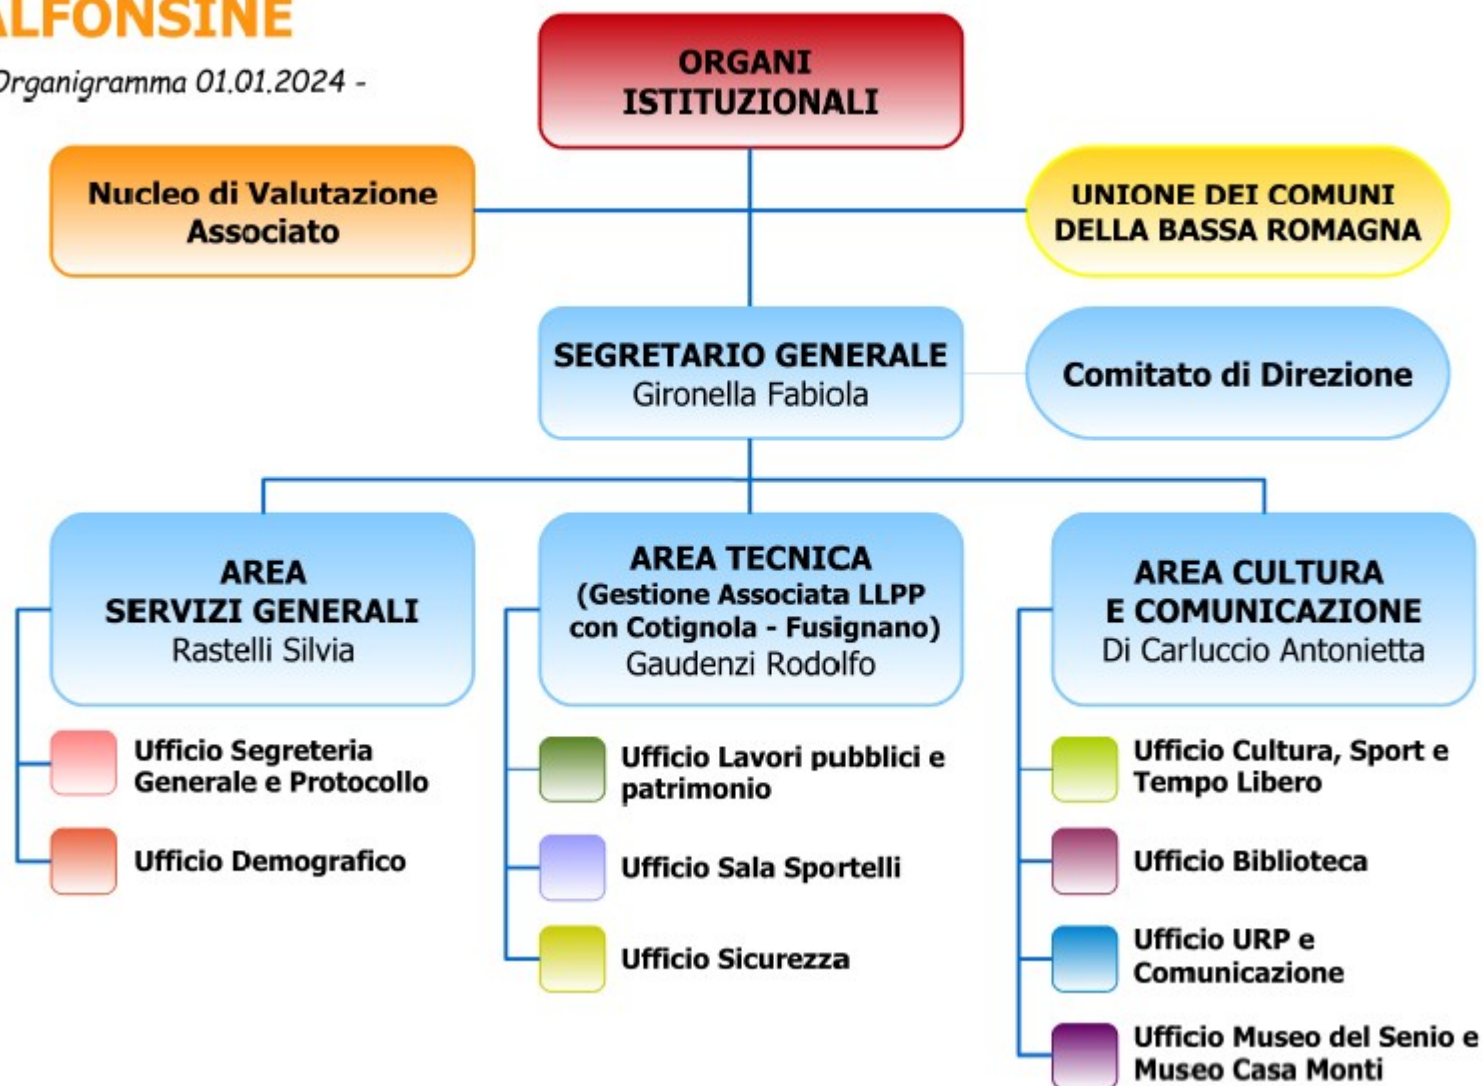 ALFONSINE
Organigramma 01.01.2024 -
ORGANI
ISTITUZIONALI
Nucleo di Valutazione
Associato
UNIONE DEI COMUNI
DELLA BASSA ROMAGNA
SEGRETARIO GENERALE
Gironella Fabiola
Comitato di Direzione
AREA
SERVIZI GENERALI
Rastelli Silvia
Ufficio Segreteria
Generale e Protocollo
Ufficio Demografico
AREA TECNICA
(Gestione Associata LLPP
con Cotignola - Fusignano)
Gaudenzi Rodolfo
Ufficio Lavori pubblici e
patrimonio
Ufficio Sala Sportelli
Ufficio Sicurezza
AREA CULTURA
E COMUNICAZIONE
Di Carluccio Antonietta
Ufficio Cultura, Sport e
Tempo Libero
Ufficio Biblioteca
Ufficio URP e
Comunicazione
Ufficio Museo del Senio e
Museo Casa Monti